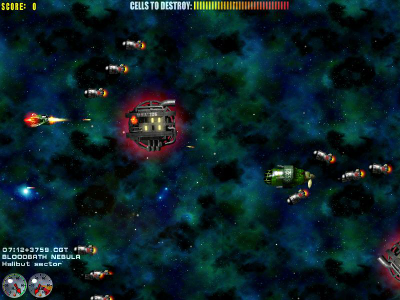 SCORE: 0
CELLS TO DESTROY:
07:12+3759.CGT
BLOODBATH NEBULA
Halibut sector